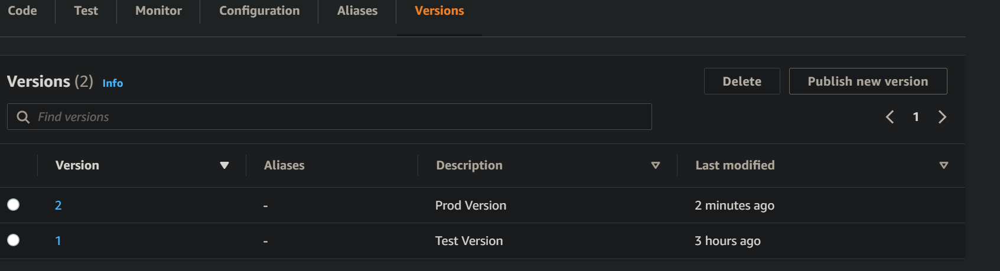 Code Test Monitor Configuration Aliases Versions
Versions (2) Info Delete Publish new version
Find versions 1
Version Aliases Description Last modified
2 - Prod Version 2 minutes ago
1 - Test Version 3 hours ago